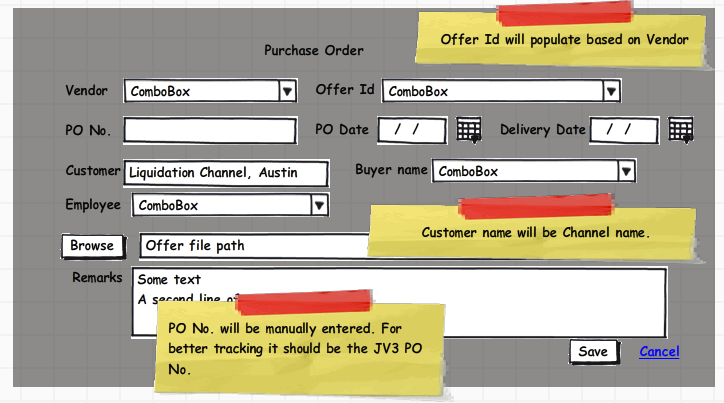 Offer Id will populate based on Vendor
Purchase Order
Vendor ComboBox Offer Id ComboBox
PO No. PO Date / / Delivery Date / /
Customer Liquidation Channel, Austin Buyer name ComboBox
Employee ComboBox
Customer name will be Channel name.
Browse Offer file path
Remarks Some text
A second line of
PO No. will be manually entered. For
better tracking it should be the JV3 PO
No.
Save Cancel